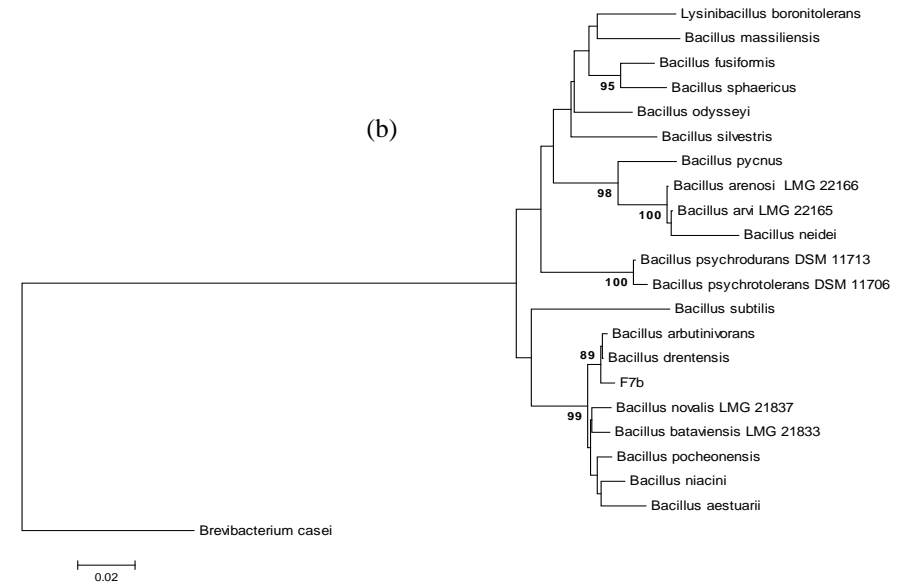 Lysinibacillus boronitolerans
Bacillus massiliensis
Bacillus fusiformis
95
Bacillus sphaericus
Bacillus odysseyi
(b)
Bacillus silvestris
Bacillus pycnus
98
Bacillus arenosi LMG 22166
100
Bacillus arvi LMG 22165
Bacillus neidei
Bacillus psychrodurans DSM 11713
100
Bacillus psychrotolerans DSM 11706
Bacillus subtilis
Bacillus arbutinivorans
89
Bacillus drentensis
F7b
Bacillus novalis LMG 21837
99
Bacillus bataviensis LMG 21833
Bacillus pocheonensis
Bacillus niacini
Bacillus aestuarii
Brevibacterium casei
0.02